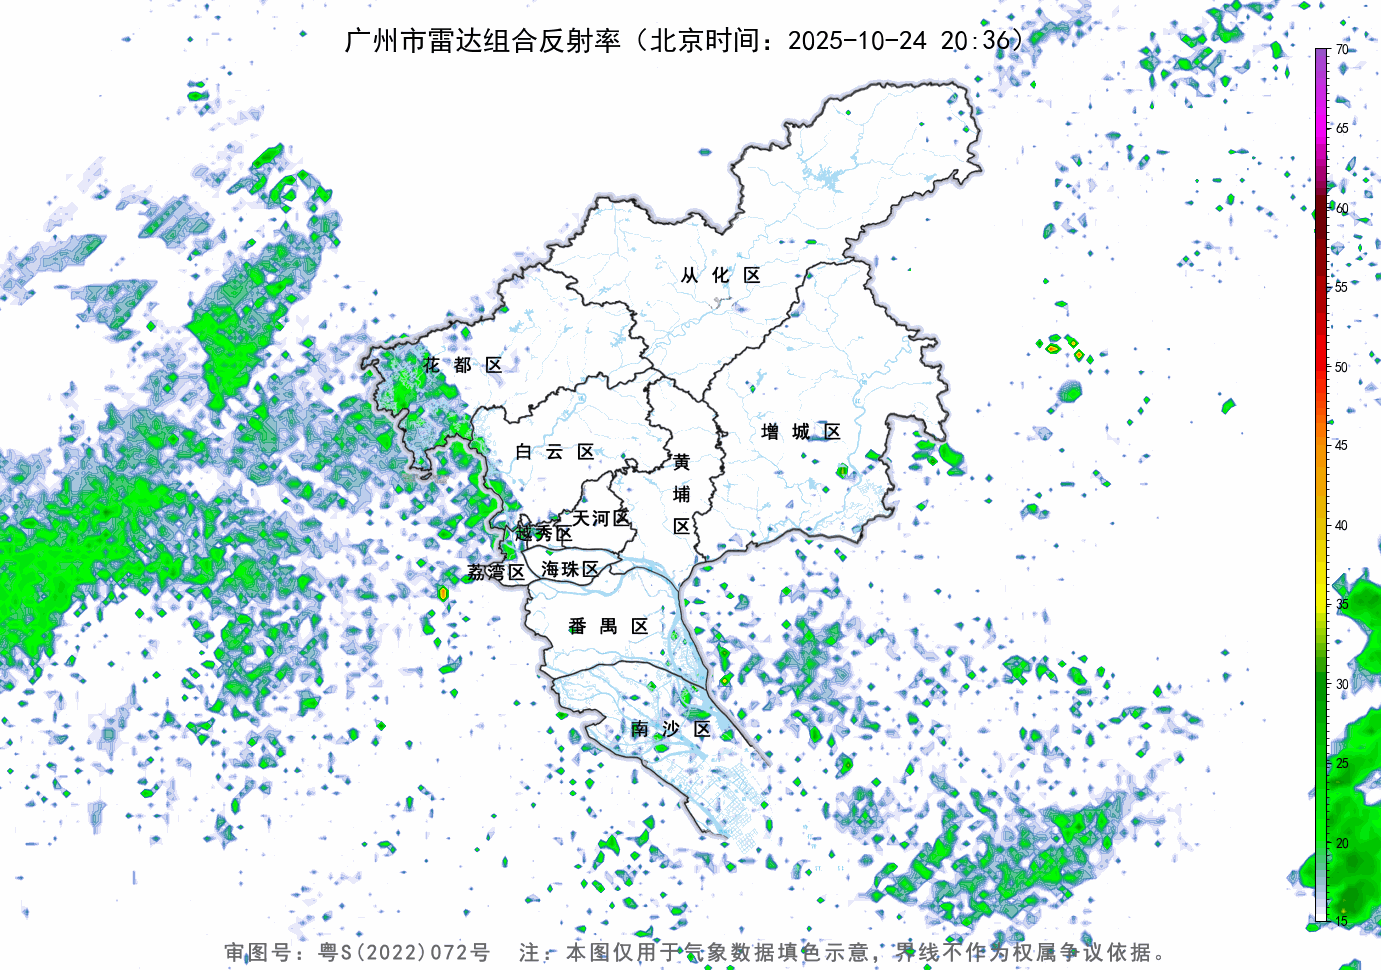 广州市雷达组合反射率（北京时间：2025-10-24 20:36）
70
65
60
55
50
45
40
35
30
25
20
15
从化区
花都区
增城区
白云区
黄埔区
天河区
越秀区
荔湾区
海珠区
番禺区
南沙区
审图号：粤S(2022)072号 注：本图仅用于气象数据填色示意，界线不作为权属争议依据。